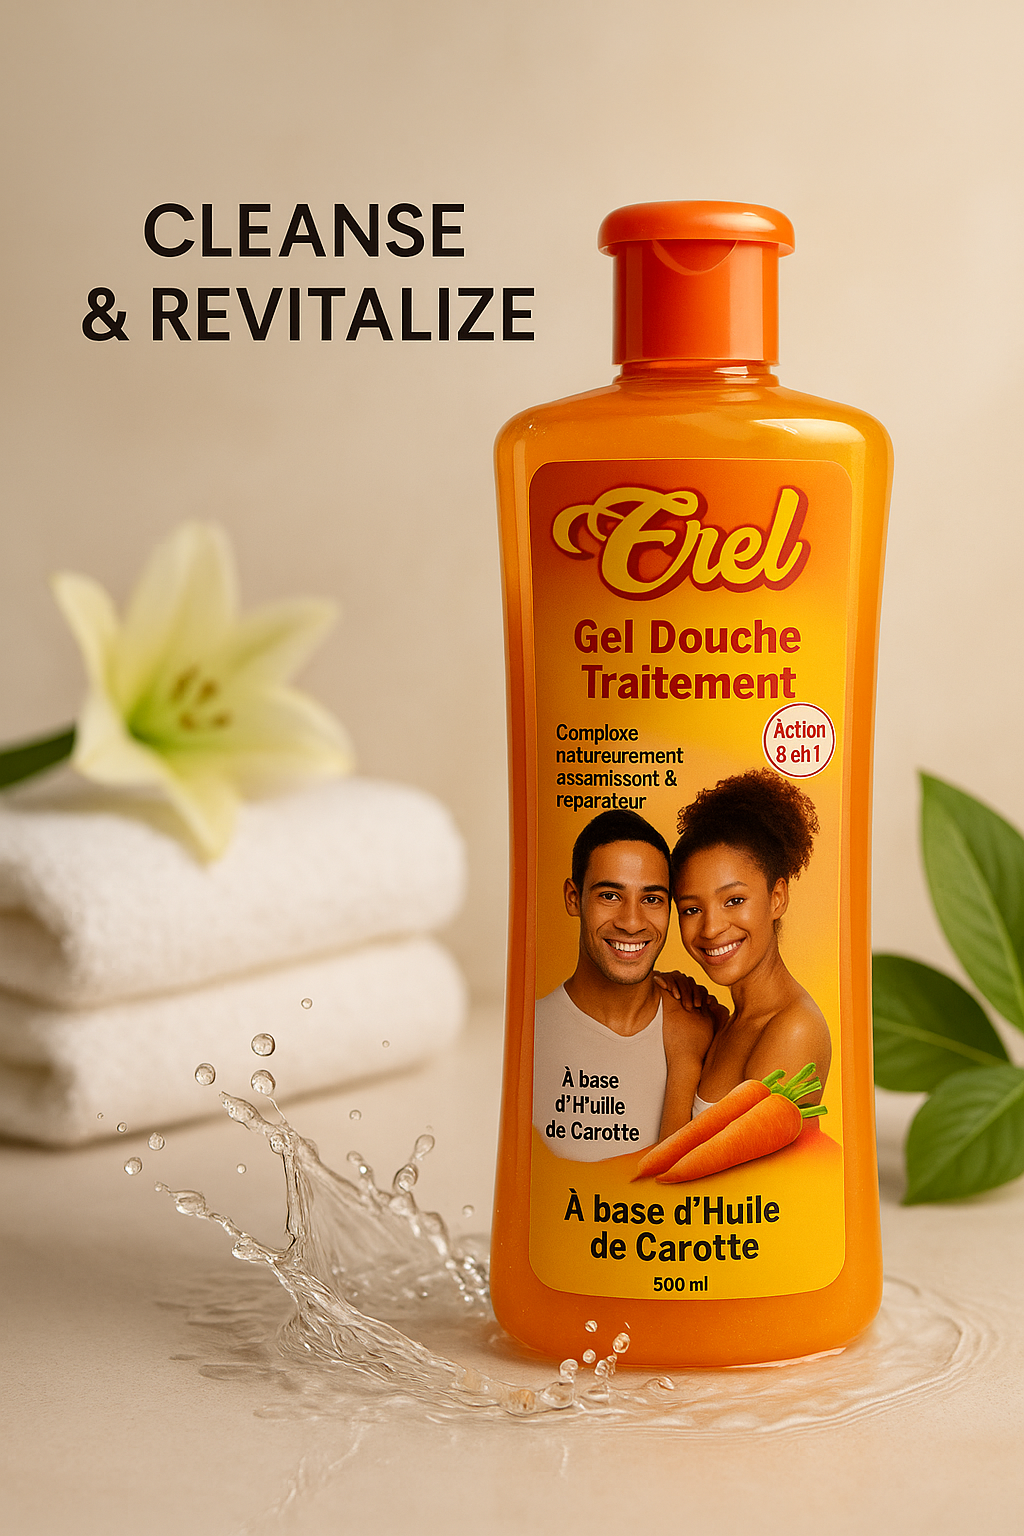 CLEANSE
& REVITALIZE
Erel
Gel Douche
Traitement
Comploxe
natureurement
assamissont &
reparateur
Àction
8 eh1
À base
d'H'uille
de Carotte
À base d'Huile
de Carotte
500 ml